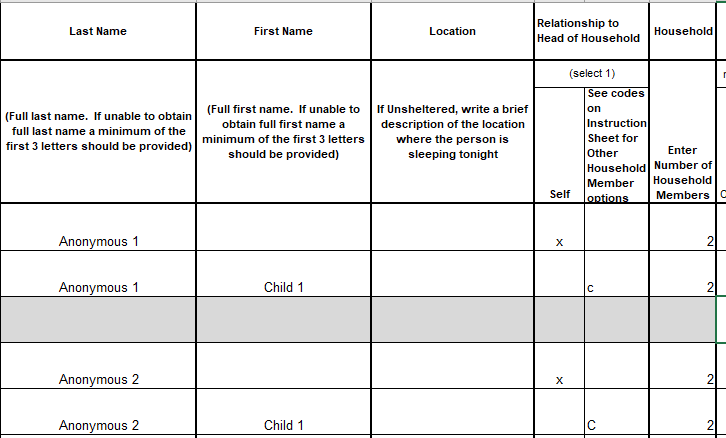 Last Name
First Name
Location
Relationship to
Head of Household
Household
(select 1)
(Full last name.  If unable to obtain
full last name a minimum of the
first 3 letters should be provided)
(Full first name.  If unable to
obtain full first name a
minimum of the first 3 letters
should be provided)
If Unsheltered, write a brief
description of the location
where the person is
sleeping tonight
Self
See codes
on
Instruction
Sheet for
Other
Household
Member
options
Enter
Number of
Household
Members
Anonymous 1
x
2
Anonymous 1
Child 1
c
2
Anonymous 2
x
2
Anonymous 2
Child 1
C
2